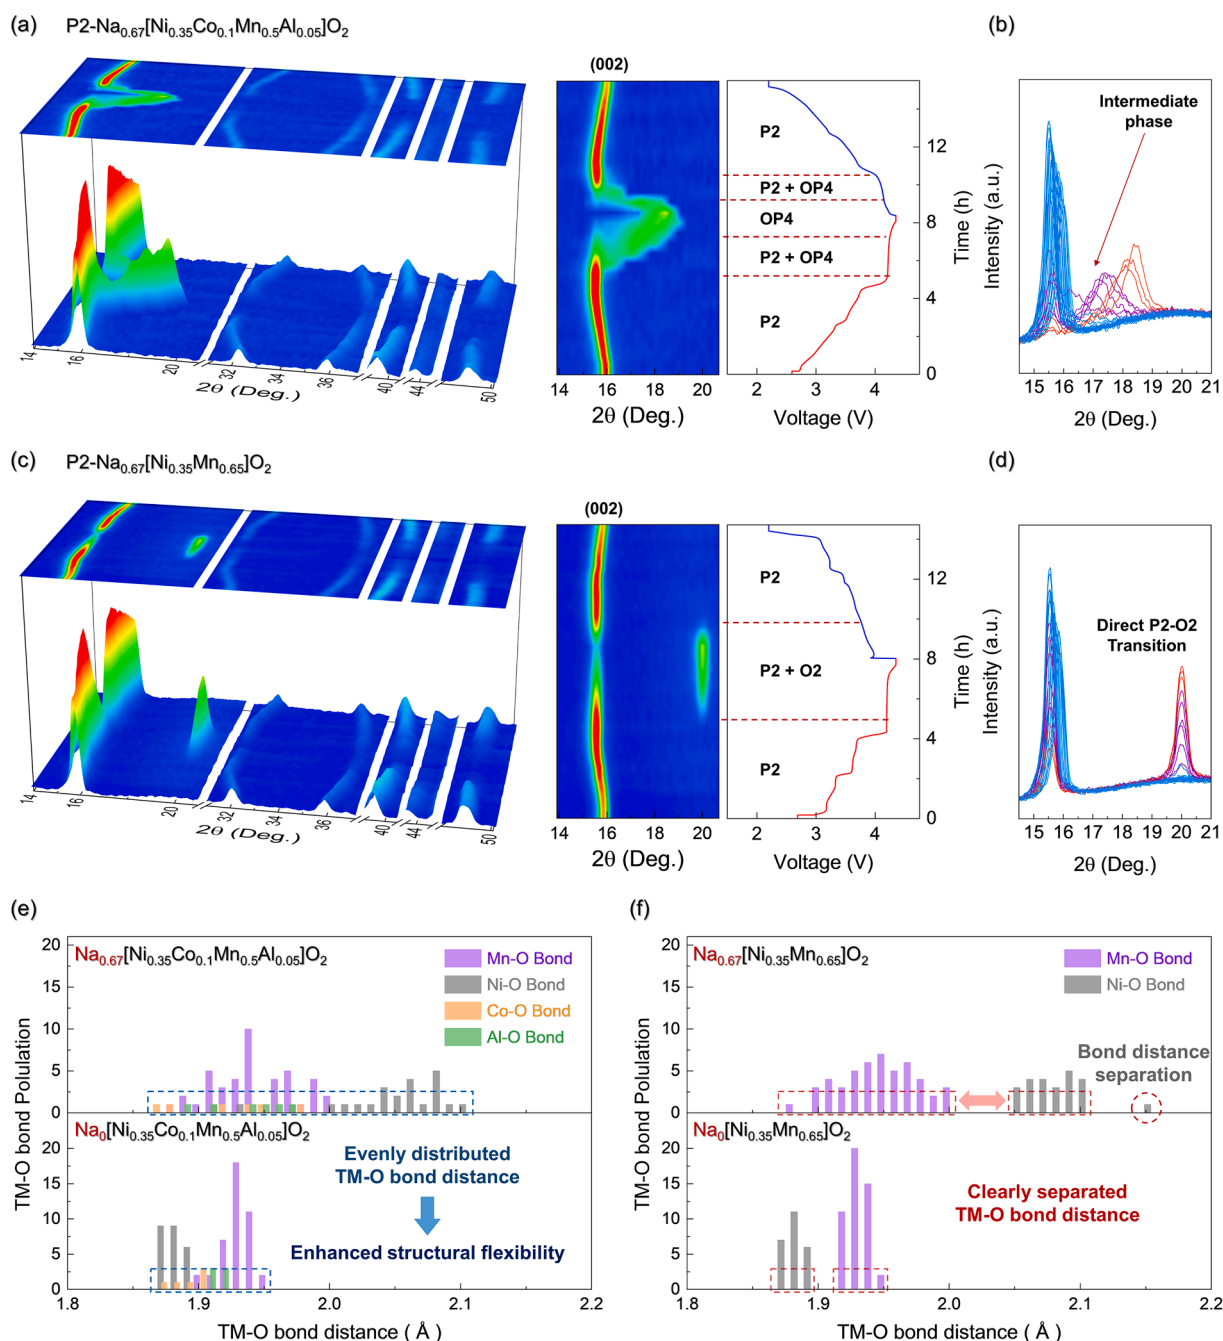 (a) P2-Na0.67[Ni0.35Co0.1Mn0.5Al0.05]O2
(b)
(002)
14 16 20 32 34 36 40 44 50
2θ (Deg.)
14 16 18 20
2θ (Deg.)
P2
P2 + OP4
OP4
P2 + OP4
P2
2 3 4
Voltage (V)
12
8
4
0
Time (h)
Intermediate
phase
Intensity (a.u.)
15 16 17 18 19 20 21
2θ (Deg.)
(c) P2-Na0.67[Ni0.35Mn0.65]O2
(d)
(002)
14 16 20 32 34 36 40 44 50
2θ (Deg.)
14 16 18 20
2θ (Deg.)
P2
P2 + O2
P2
2 3 4
Voltage (V)
12
8
4
0
Time (h)
Direct P2-O2
Transition
Intensity (a.u.)
15 16 17 18 19 20 21
2θ (Deg.)
(e)
Na0.67[Ni0.35Co0.1Mn0.5Al0.05]O2
Mn-O Bond
Ni-O Bond
Co-O Bond
Al-O Bond
20
15
10
5
0
TM-O bond Polulation
Na0[Ni0.35Co0.1Mn0.5Al0.05]O2
Evenly distributed
TM-O bond distance
Enhanced structural flexibility
20
15
10
5
0
1.8 1.9 2.0 2.1 2.2
TM-O bond distance ( Å )
(f)
Na0.67[Ni0.35Mn0.65]O2
Mn-O Bond
Ni-O Bond
Bond distance
separation
20
15
10
5
0
TM-O bond Polulation
Na0[Ni0.35Mn0.65]O2
Clearly separated
TM-O bond distance
20
15
10
5
0
1.8 1.9 2.0 2.1 2.2
TM-O bond distance ( Å )